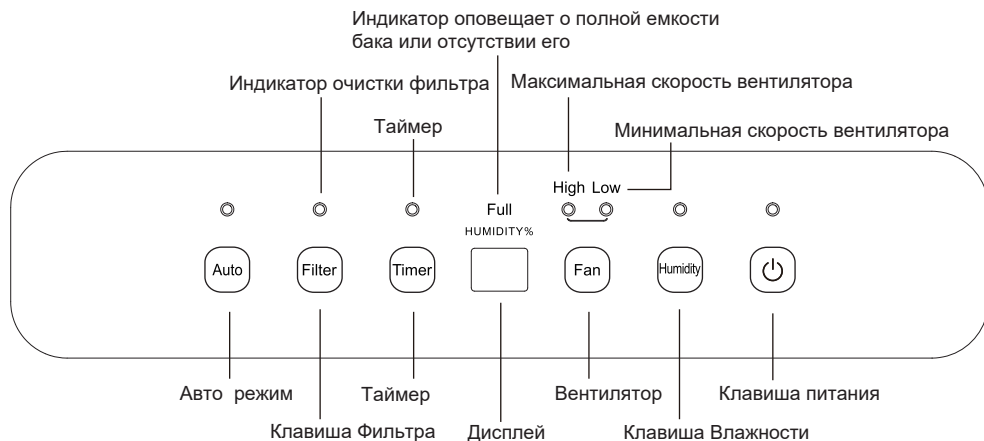 Индикатор оповещает о полной емкости
бака или отсутствии его
Индикатор очистки фильтра
Максимальная скорость вентилятора
Таймер
Минимальная скорость вентилятора
High Low
Full
HUMIDITY%
Auto
Filter
Timer
Fan
Humidity
Авто режим
Таймер
Вентилятор
Клавиша питания
Клавиша Фильтра
Дисплей
Клавиша Влажности